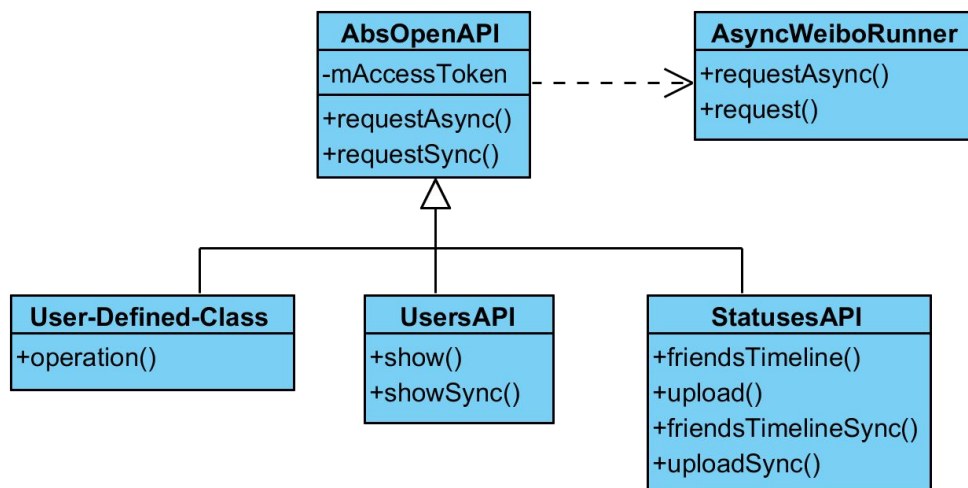 AbsOpenAPI
-mAccessToken
+requestAsync()
+requestSync()
AsyncWeiboRunner
+requestAsync()
+request()
User-Defined-Class
+operation()
UsersAPI
+show()
+showSync()
StatusesAPI
+friendsTimeline()
+upload()
+friendsTimelineSync()
+uploadSync()